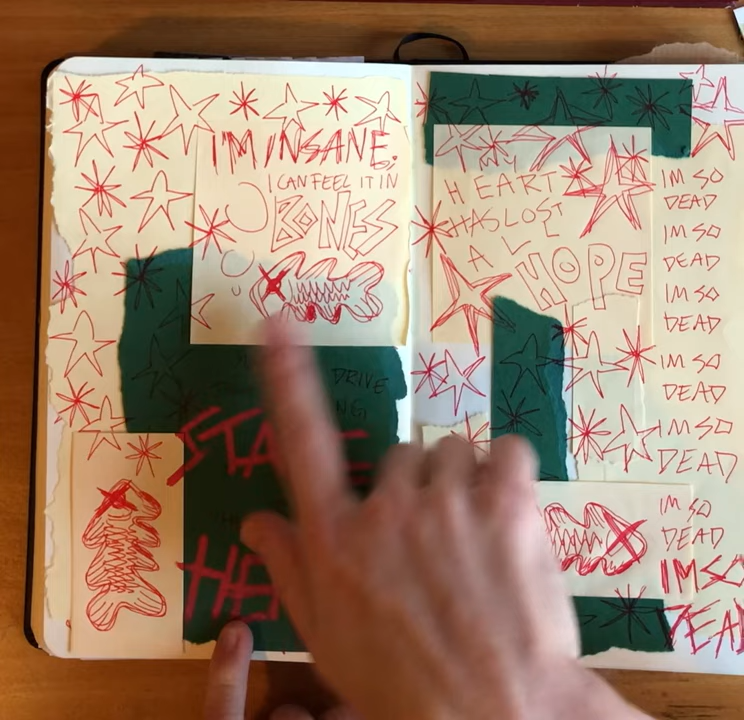 I'M INSANE.
I CAN FEEL IT IN
BONES
DRIVE
MY
HEART
HAS LOST
ALL
HOPE
IM SO
DEAD
IM SO
DEAD
IM SO
DEAD
IM SO
DEAD
IM SO
DEAD
IM SO
DEAD
IM SO
DEAD